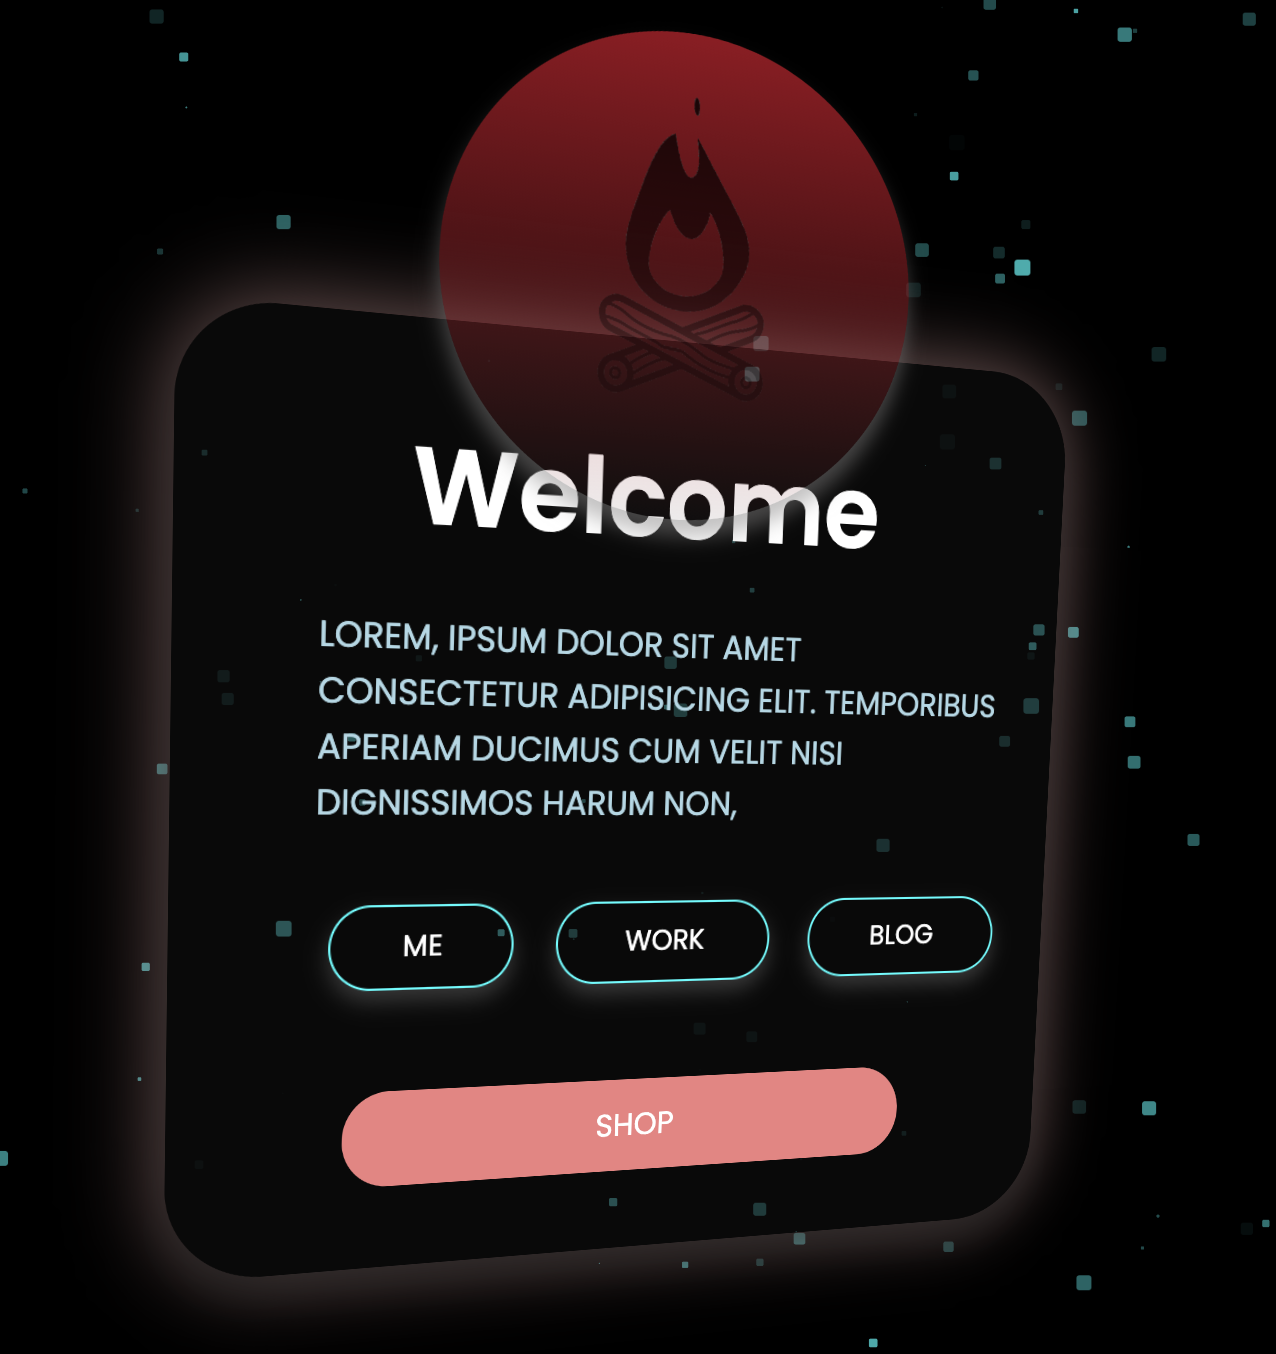 Welcome
LOREM, IPSUM DOLOR SIT AMET
CONSECTETUR ADIPISICING ELIT. TEMPORIBUS
APERIAM DUCIMUS CUM VELIT NISI
DIGNISSIMOS HARUM NON,
ME
WORK
BLOG
SHOP